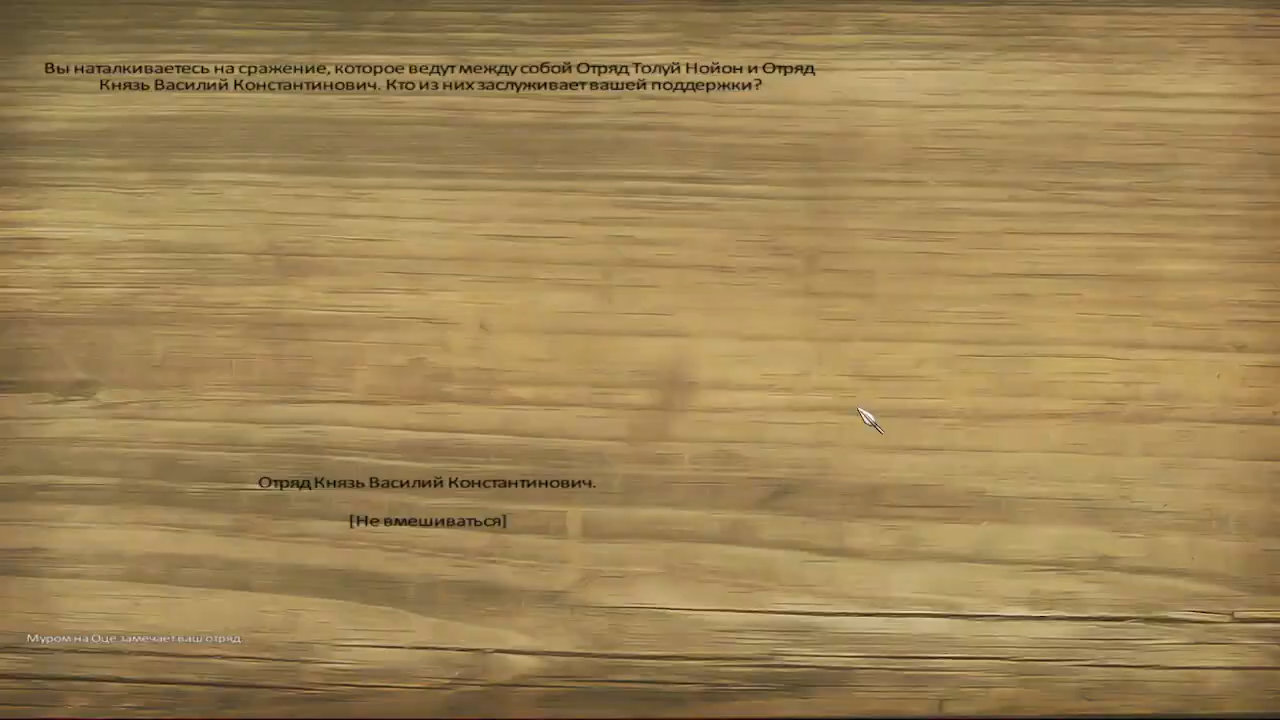 Вы наталкиваетесь на сражение, которое ведут между собой Отряд Толуй Нойон и Отряд
Князь Василий Константинович. Кто из них заслуживает вашей поддержки?
Отряд Князь Василий Константинович.
[Не вмешиваться]
Муром на Оце замечает ваш отряд.